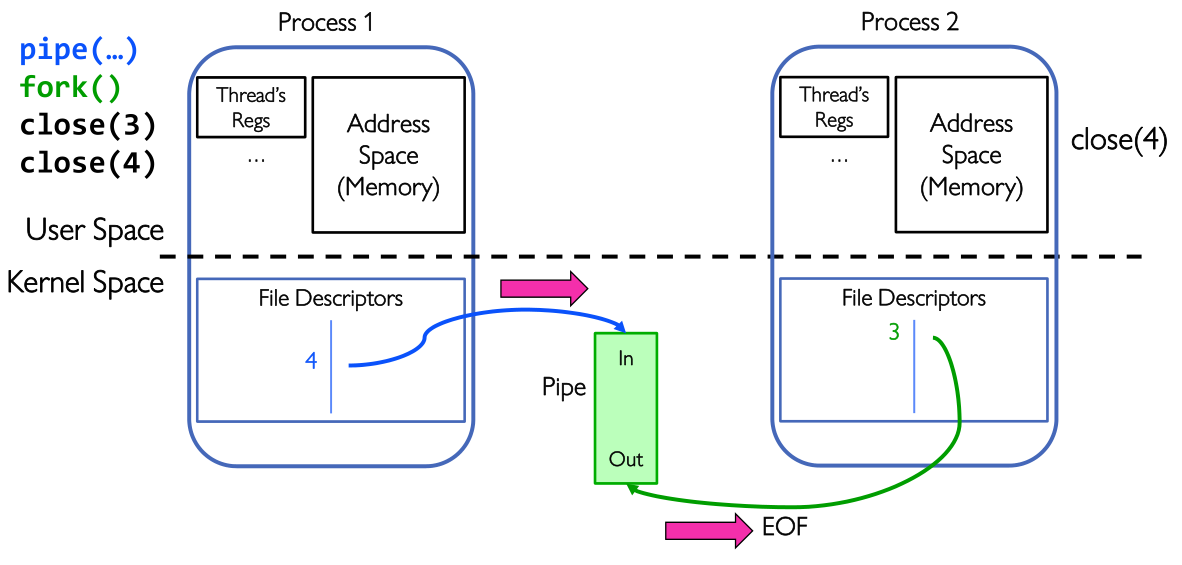 Process 1
Process 2
pipe(…)
fork()
close(3)
close(4)
Thread's
Regs
…
Address
Space
(Memory)
Thread's
Regs
…
Address
Space
(Memory)
close(4)
User Space
Kernel Space
File Descriptors
4
Pipe
In
Out
File Descriptors
3
EOF